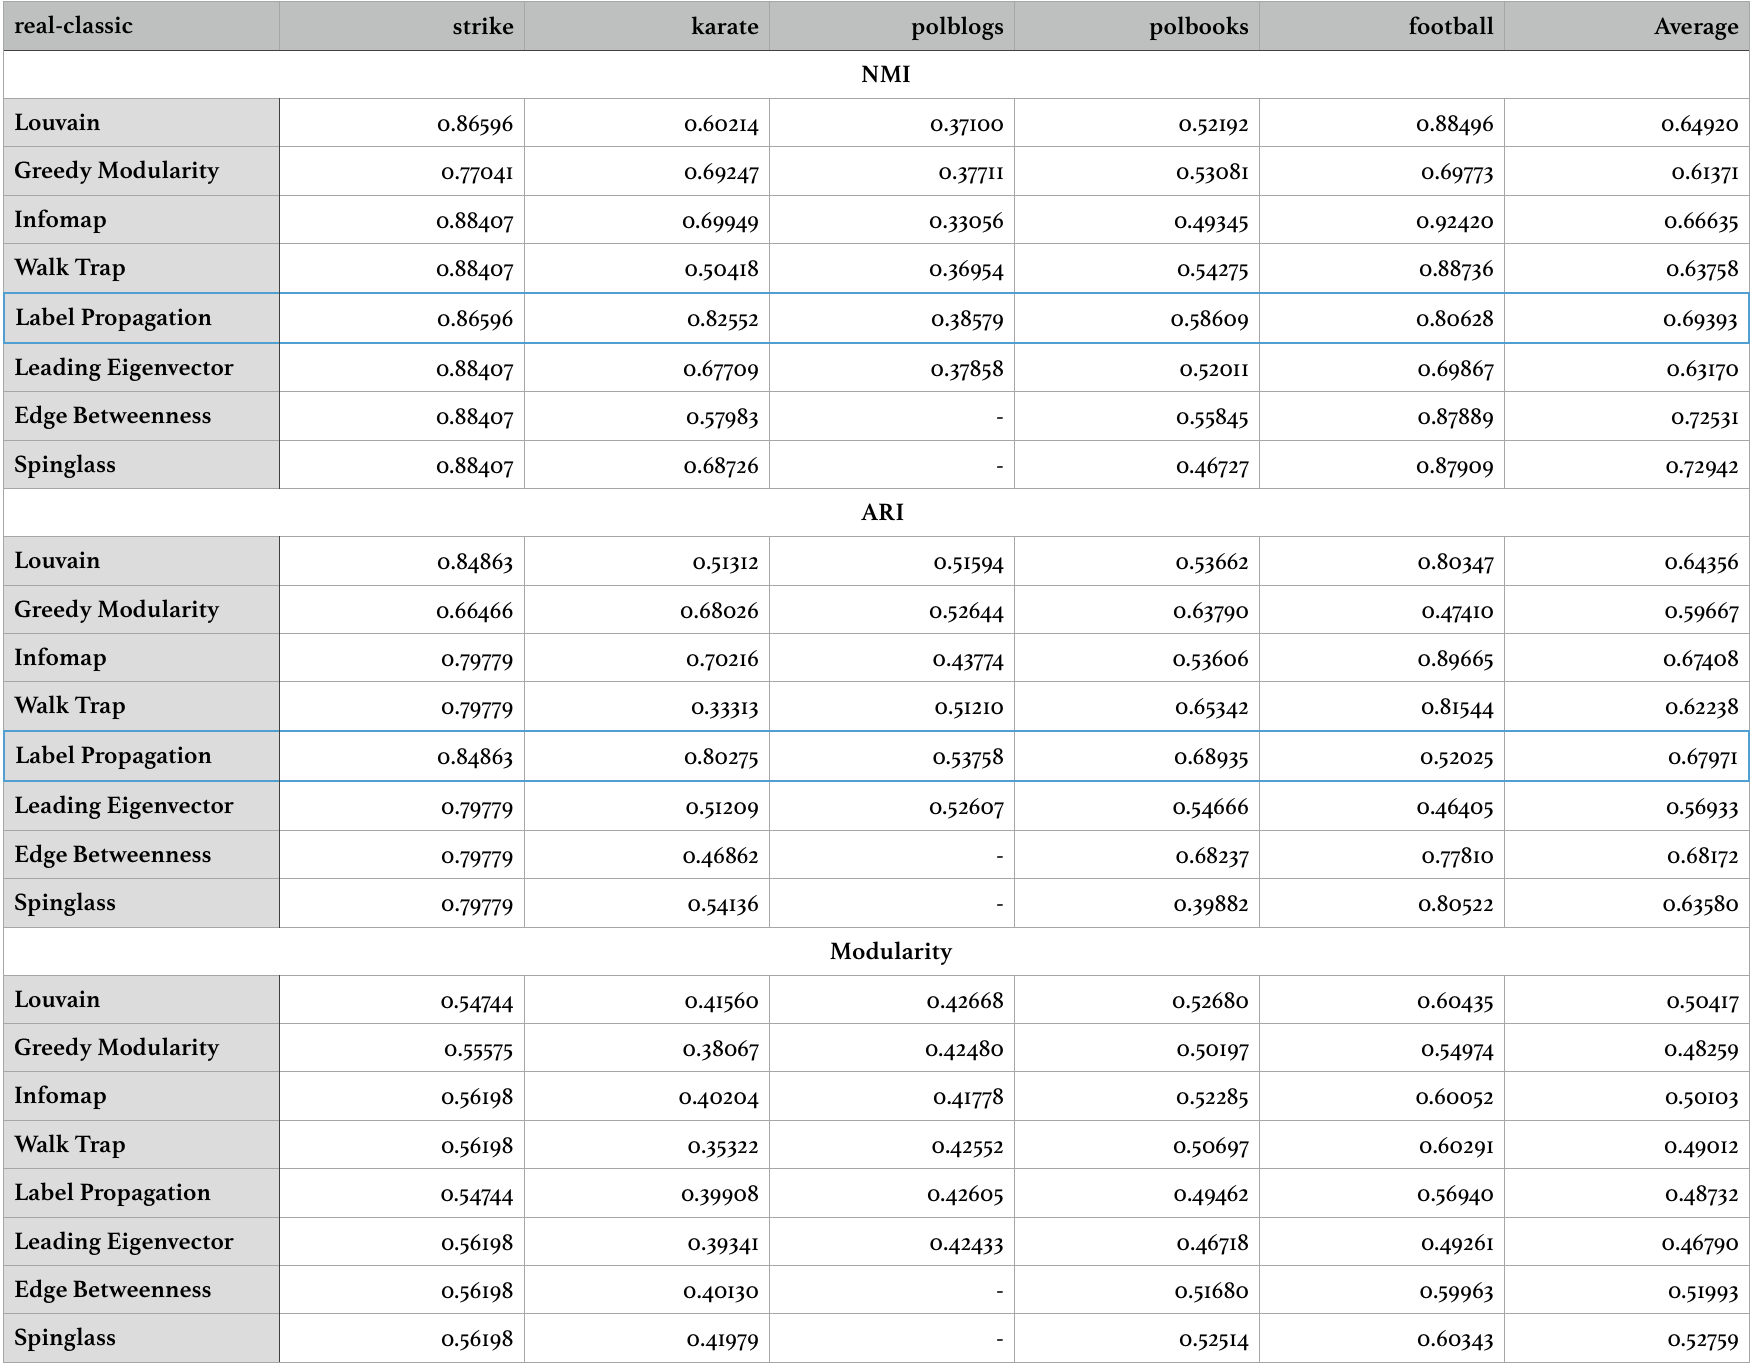 real-classic strike karate polblogs polbooks football Average
NMI
Louvain 0.86596 0.60214 0.37100 0.52192 0.88496 0.64920
Greedy Modularity 0.77041 0.69247 0.37711 0.53081 0.69773 0.61371
Infomap 0.88407 0.69949 0.33056 0.49345 0.92420 0.66635
Walk Trap 0.88407 0.50418 0.36954 0.54275 0.88736 0.63758
Label Propagation 0.86596 0.82552 0.38579 0.58609 0.80628 0.69393
Leading Eigenvector 0.88407 0.67709 0.37858 0.52011 0.69867 0.63170
Edge Betweenness 0.88407 0.57983 - 0.55845 0.87889 0.72531
Spinglass 0.88407 0.68726 - 0.46727 0.87909 0.72942
ARI
Louvain 0.84863 0.51312 0.51594 0.53662 0.80347 0.64356
Greedy Modularity 0.66466 0.68026 0.52644 0.63790 0.47410 0.59667
Infomap 0.79779 0.70216 0.43774 0.53606 0.89665 0.67408
Walk Trap 0.79779 0.33313 0.51210 0.65342 0.81544 0.62238
Label Propagation 0.84863 0.80275 0.53758 0.68935 0.52025 0.67971
Leading Eigenvector 0.79779 0.51209 0.52607 0.54666 0.46405 0.56933
Edge Betweenness 0.79779 0.46862 - 0.68237 0.77810 0.68172
Spinglass 0.79779 0.54136 - 0.39882 0.80522 0.63580
Modularity
Louvain 0.54744 0.41560 0.42668 0.52680 0.60435 0.50417
Greedy Modularity 0.55575 0.38067 0.42480 0.50197 0.54974 0.48259
Infomap 0.56198 0.40204 0.41778 0.52285 0.60052 0.50103
Walk Trap 0.56198 0.35322 0.42552 0.50697 0.60291 0.49012
Label Propagation 0.54744 0.39908 0.42605 0.49462 0.56940 0.48732
Leading Eigenvector 0.56198 0.39341 0.42433 0.46718 0.49261 0.46790
Edge Betweenness 0.56198 0.40130 - 0.51680 0.59963 0.51993
Spinglass 0.56198 0.41979 - 0.52514 0.60343 0.52759